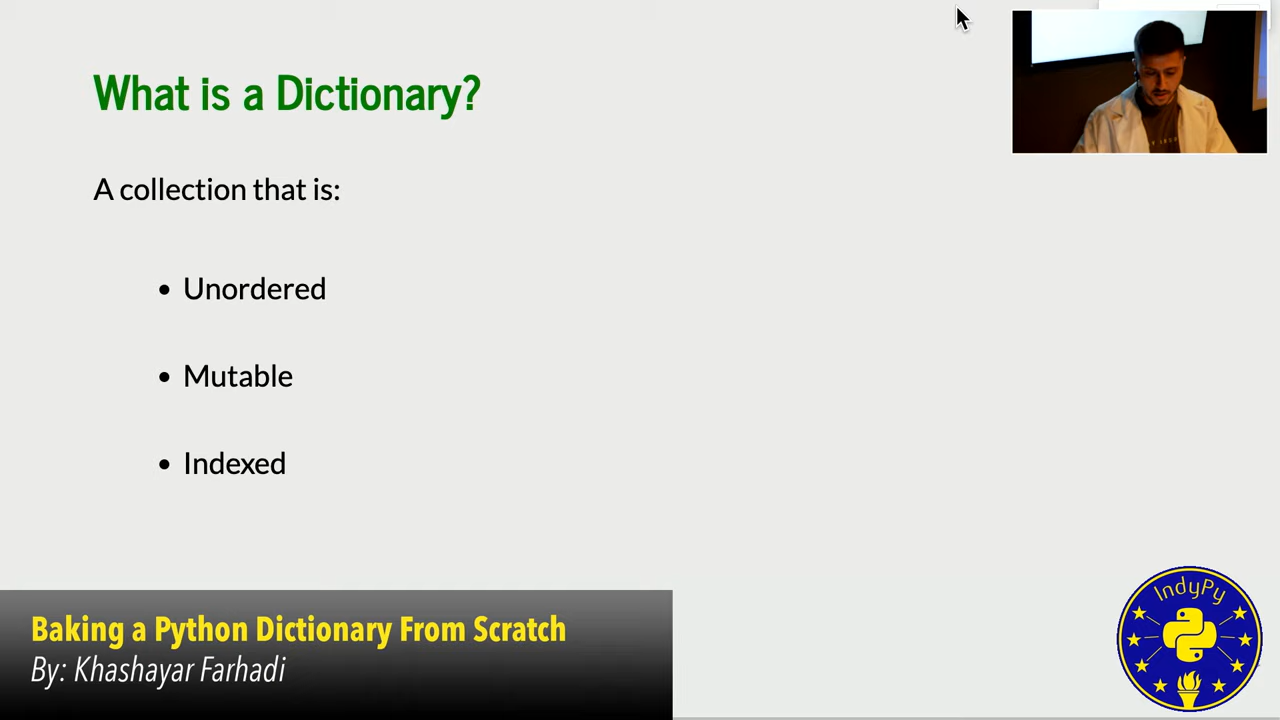 What is a Dictionary?
A collection that is:
• Unordered
• Mutable
• Indexed
Baking a Python Dictionary From Scratch
By: Khashayar Farhadi
IndyPy